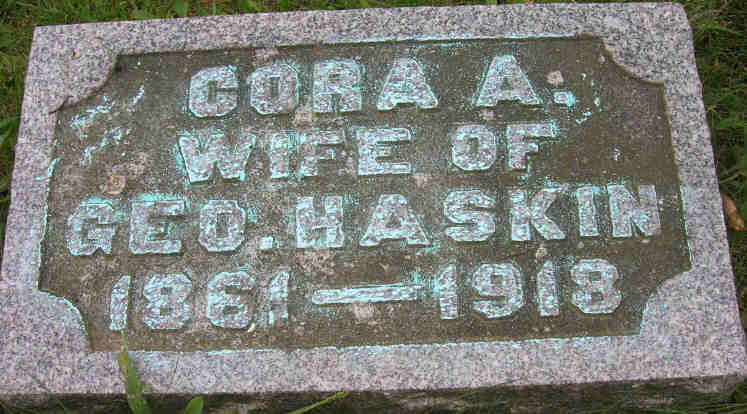 CORA A.
WIFE OF
GEO. HASKIN
1861—1918